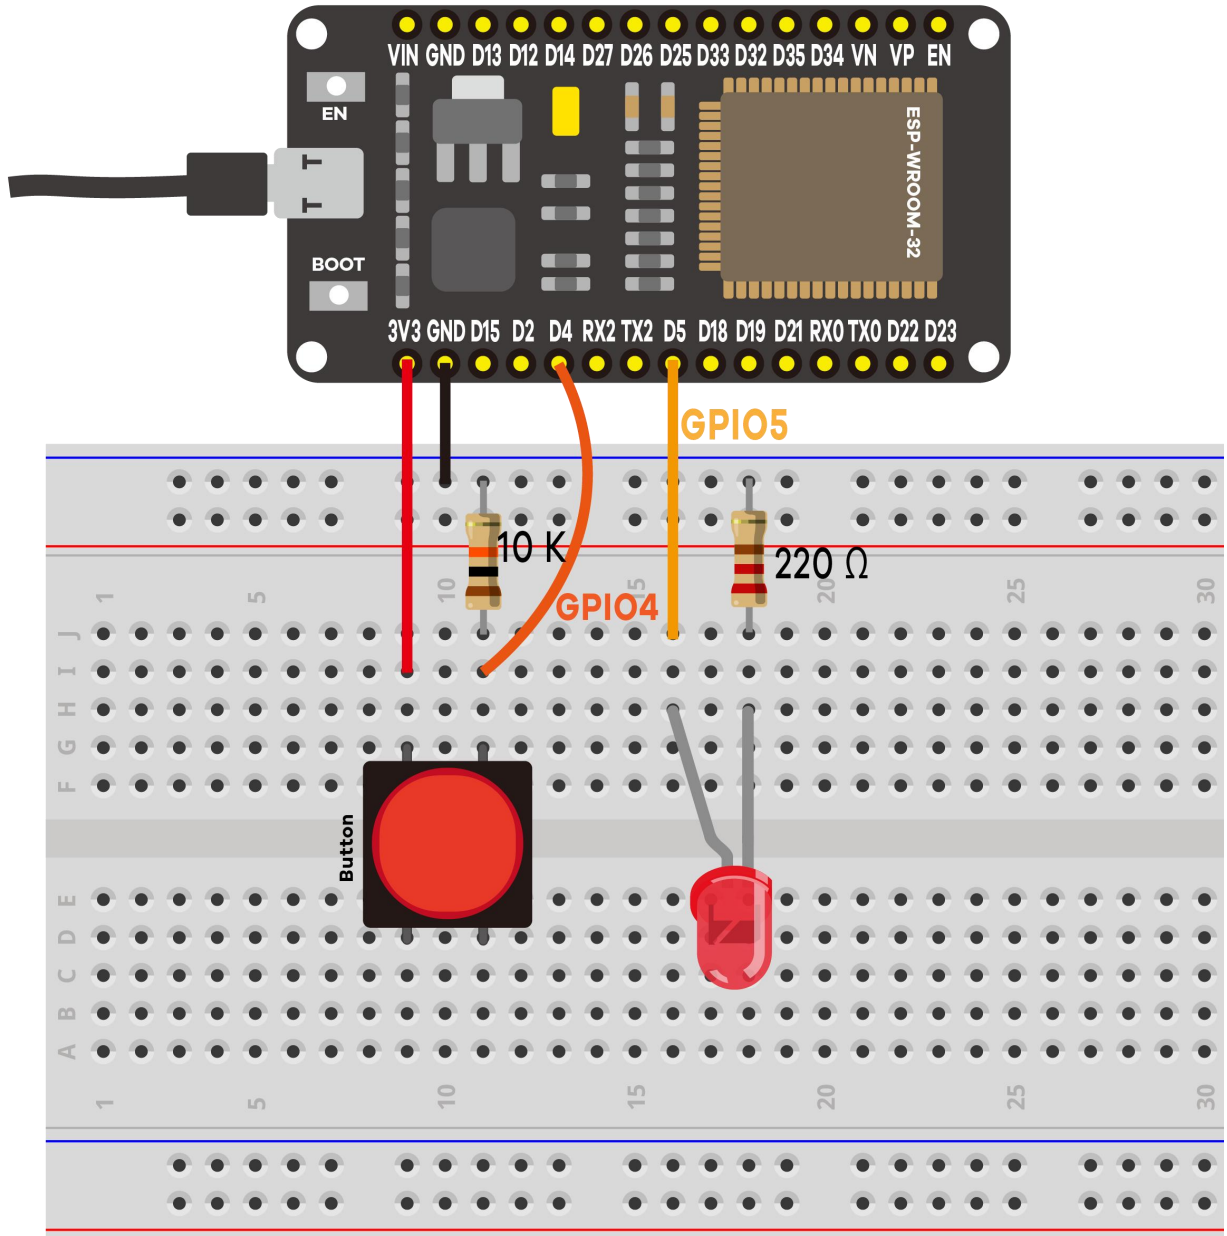 VIN GND D13 D12 D14 D27 D26 D25 D33 D32 D35 D34 VN VP EN
EN
ESP-WROOM-32
BOOT
3V3 GND D15 D2 D4 RX2 TX2 D5 D18 D19 D21 RX0 TX0 D22 D23
GPIO5
10 K
220 Ω
1 5 10 15 20 25 30
GPIO4
J
I
H
G
F
Button
E
D
C
B
A
1 5 10 15 20 25 30